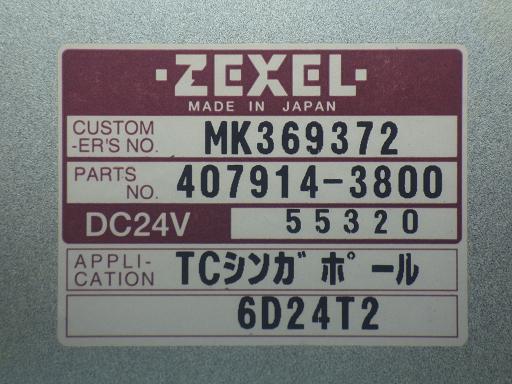 ·ZEXEL·
MADE IN JAPAN
CUSTOM
-ER'S NO. MK369372
PARTS
NO. 407914-3800
DC24V 55320
APPLI-
CATION TCシンガポール
6D24T2